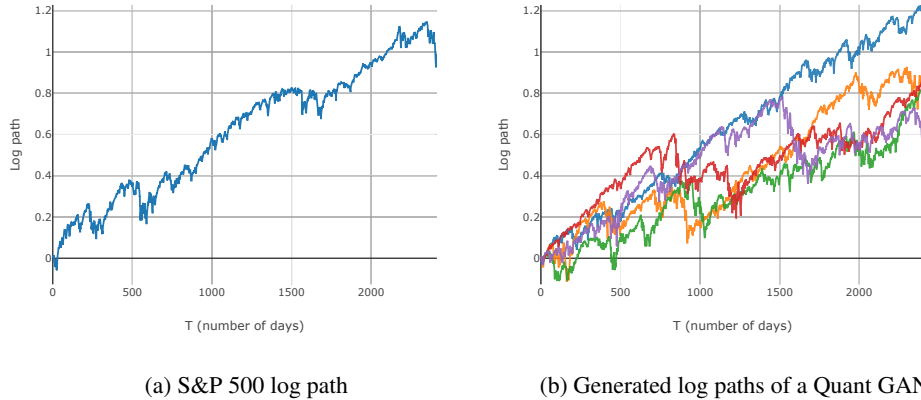 1.2
1
0.8
0.6
0.4
0.2
0
Log path
0 500 1000 1500 2000
T (number of days)
(a) S&P 500 log path
1.2
1
0.8
0.6
0.4
0.2
0
Log path
0 500 1000 1500 2000
T (number of days)
(b) Generated log paths of a Quant GAN